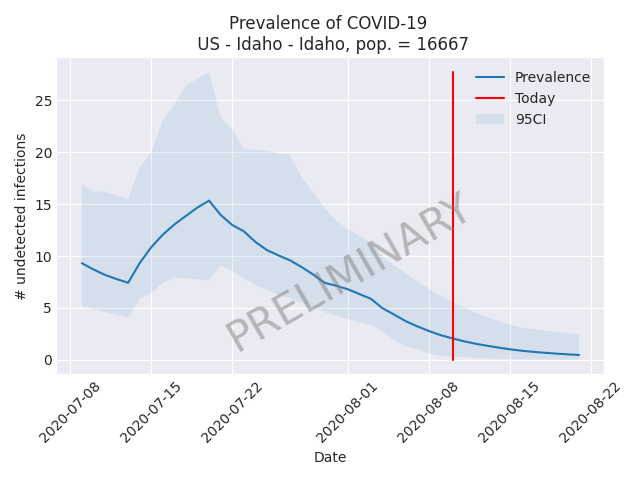 Prevalence of COVID-19
US - Idaho - Idaho, pop. = 16667
Prevalence
Today
95CI
25
20
15
10
5
0
# undetected infections
PRELIMINARY
2020-07-08
2020-07-15
2020-07-22
2020-08-01
2020-08-08
2020-08-15
2020-08-22
Date